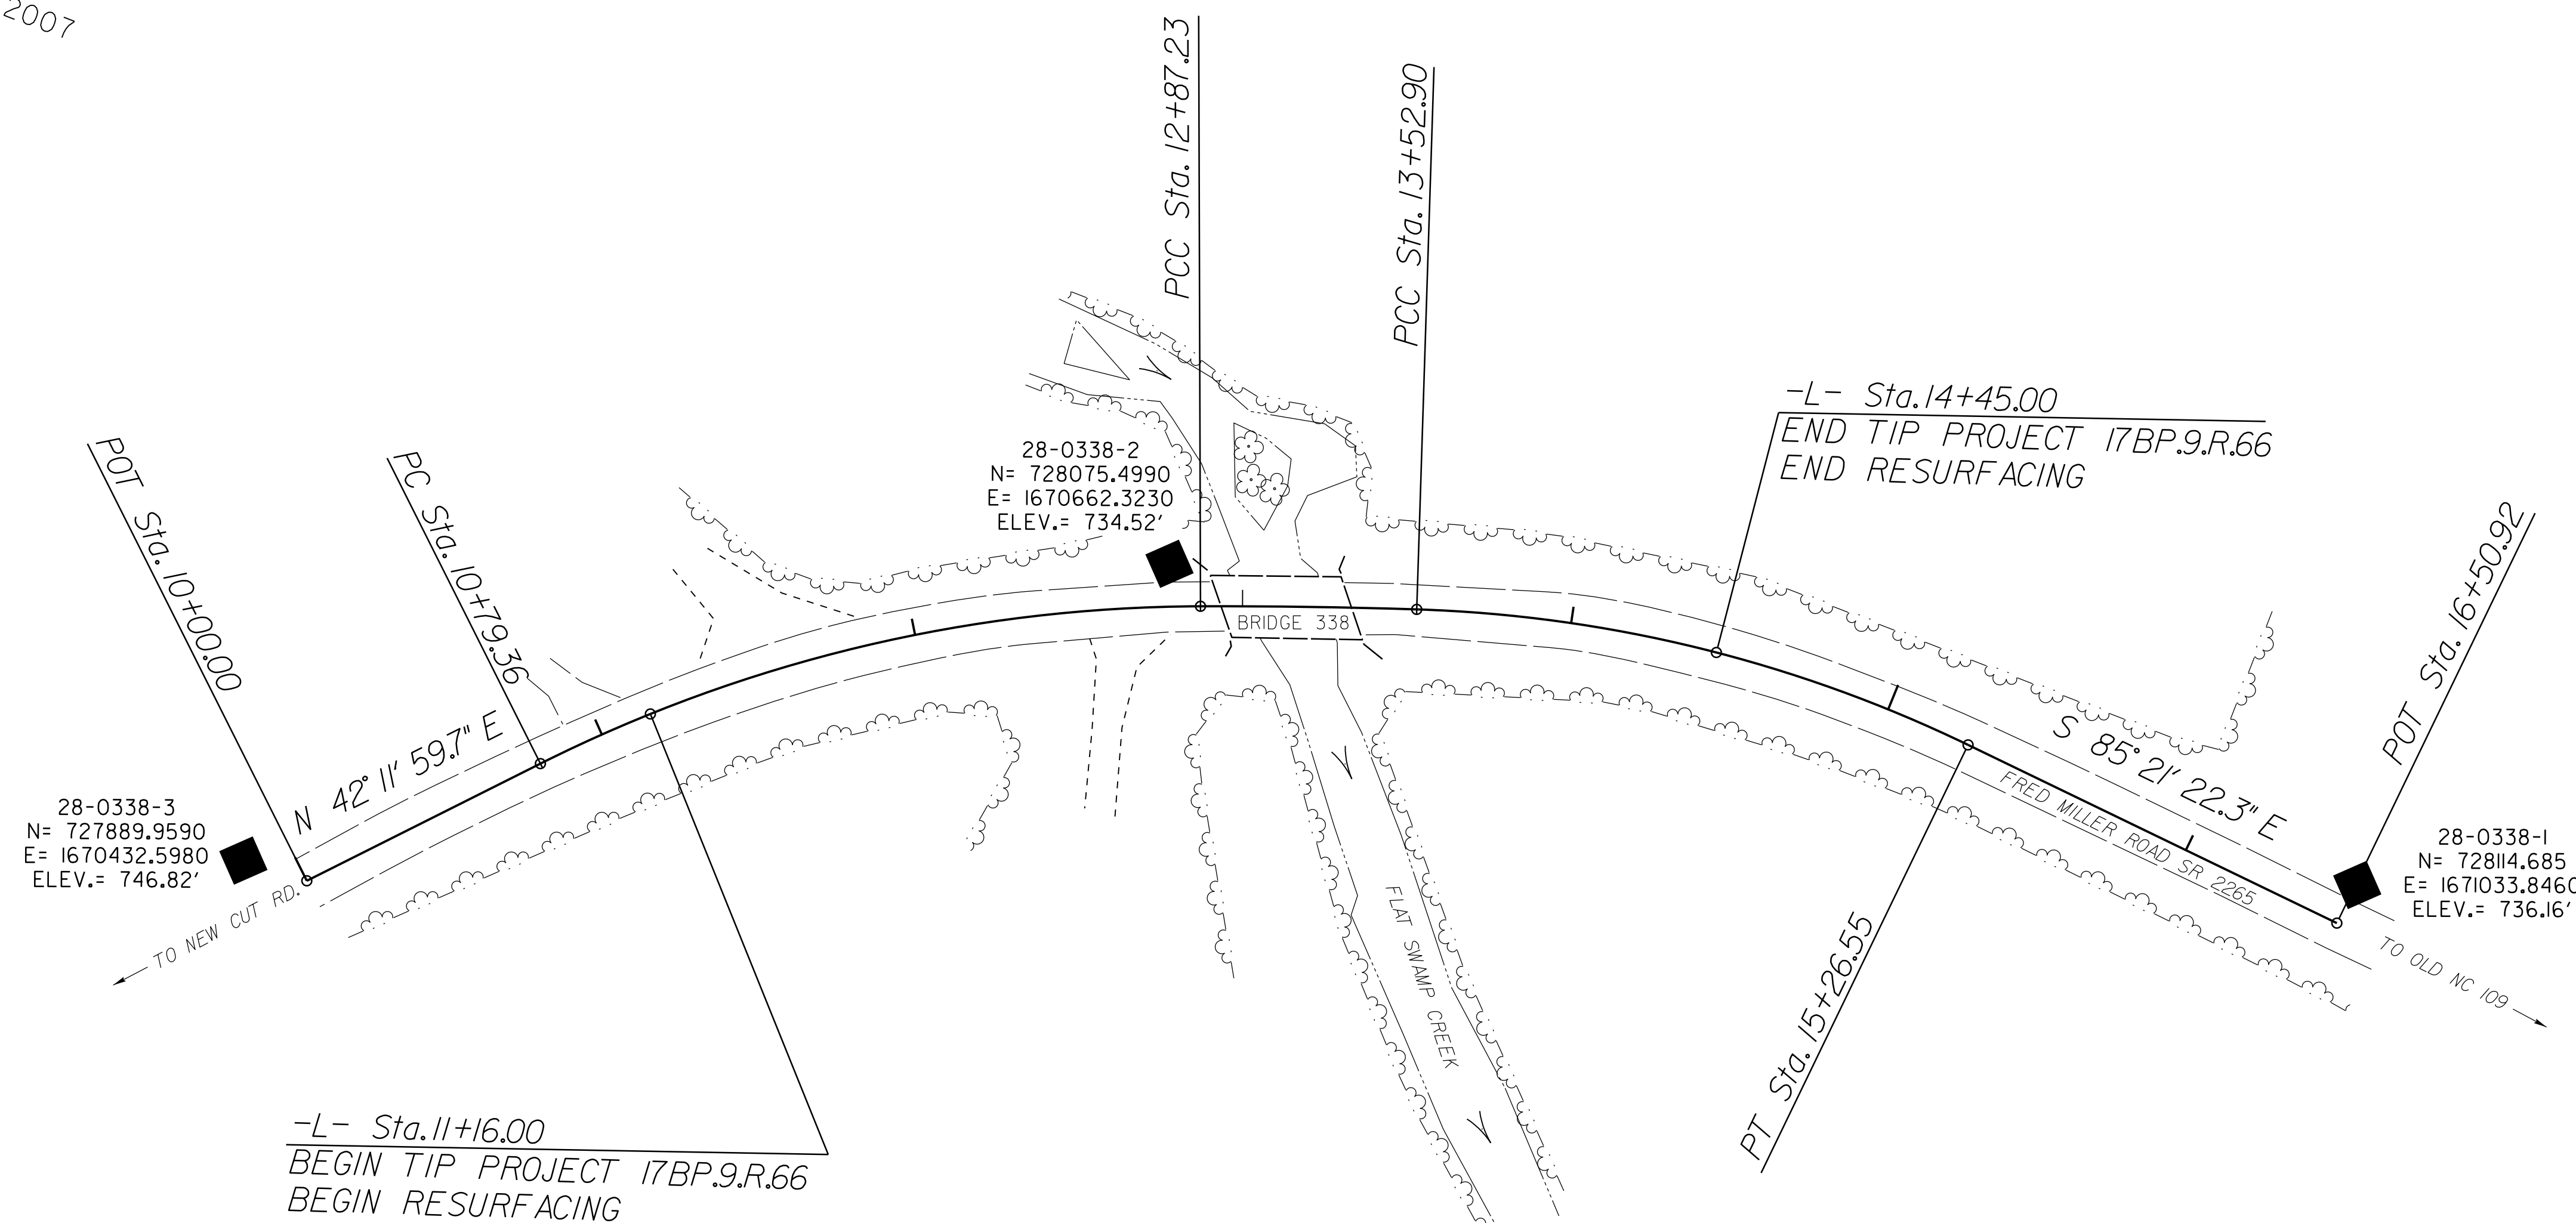 2007
PCC Sta. 12+87.23
PCC Sta. 13+52.90
-L- Sta. 14+45.00
END TIP PROJECT 17BP.9.R.66
END RESURFACING
POT Sta. 10+00.00
PC Sta. 10+79.36
28-0338-2
N= 728075.4990
E= 1670662.3230
ELEV.= 734.52'
POT Sta. 16+50.92
BRIDGE 338
N 42° 11' 59.7" E
S 85° 21' 22.3" E
FRED MILLER ROAD SR 2265
28-0338-3
N= 727889.9590
E= 1670432.5980
ELEV.= 746.82'
28-0338-1
N= 728114.685
E= 1671033.8460
ELEV.= 736.16'
TO NEW CUT RD.
TO OLD NC 109
FLAT SWAMP CREEK
PT Sta. 15+26.55
-L- Sta. 11+16.00
BEGIN TIP PROJECT 17BP.9.R.66
BEGIN RESURFACING